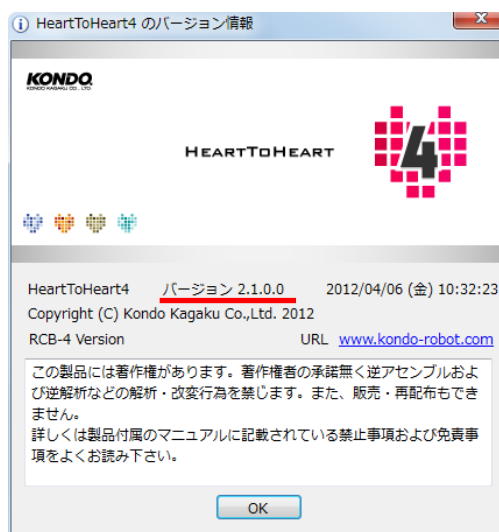 HeartToHeart4 のバージョン情報
KONDO
KONDO KAGAKU CO., LTD
HEARTTOHEART
4
HeartToHeart4 バージョン 2.1.0.0 2012/04/06 (金) 10:32:23
Copyright (C) Kondo Kagaku Co.,Ltd. 2012
RCB-4 Version URL www.kondo-robot.com
この製品には著作権があります。著作権者の承諾無く逆アセンブルおよ
び逆解析などの解析・改変行為を禁じます。また、販売・再配布もでき
ません。
詳しくは製品付属のマニュアルに記載されている禁止事項および免責事
項をよくお読み下さい。
OK